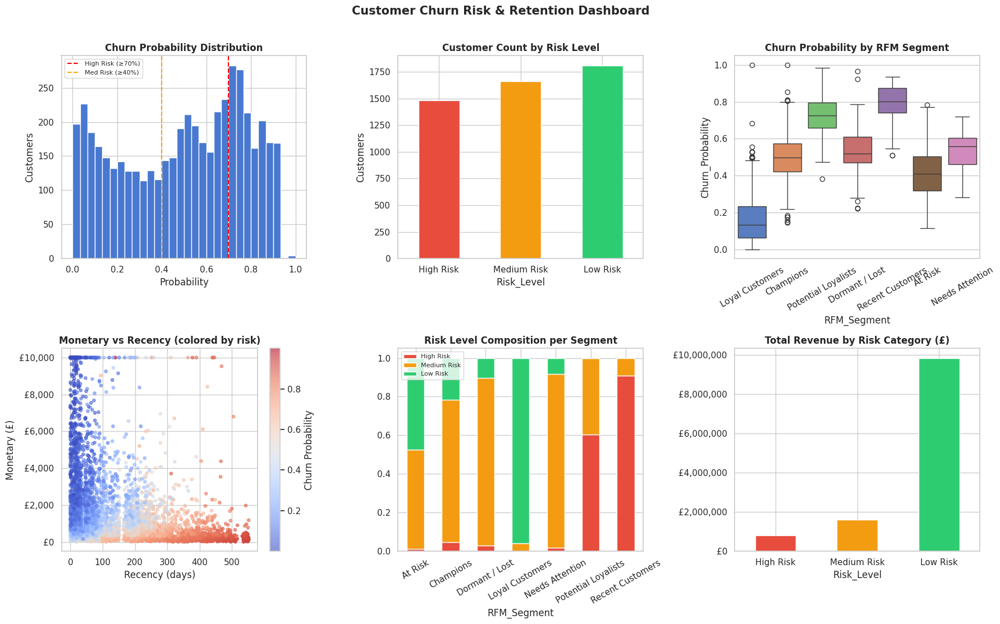 Customer Churn Risk & Retention Dashboard
Churn Probability Distribution
High Risk (≥70%)
Med Risk (≥40%)
250
200
150
100
50
0
Customers
0.0 0.2 0.4 0.6 0.8 1.0
Probability
Customer Count by Risk Level
1750
1500
1250
1000
750
500
250
0
Customers
High Risk Medium Risk Low Risk
Risk_Level
Churn Probability by RFM Segment
1.0
0.8
0.6
0.4
0.2
0.0
Churn_Probability
Loyal Customers Champions Potential Loyalists Dormant / Lost Recent Customers At Risk Needs Attention
RFM_Segment
Monetary vs Recency (colored by risk)
£10,000
£8,000
£6,000
£4,000
£2,000
£0
Monetary (£)
0 100 200 300 400 500
Recency (days)
0.8
0.6
0.4
0.2
Churn Probability
Risk Level Composition per Segment
High Risk
Medium Risk
Low Risk
1.0
0.8
0.6
0.4
0.2
0.0
At Risk Champions Dormant / Lost Loyal Customers Needs Attention Potential Loyalists Recent Customers
RFM_Segment
Total Revenue by Risk Category (£)
£10,000,000
£8,000,000
£6,000,000
£4,000,000
£2,000,000
£0
High Risk Medium Risk Low Risk
Risk_Level